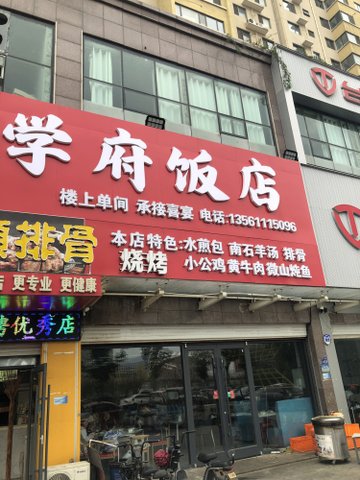 学府饭店
楼上单间 承接喜宴 电话:13561115096
本店特色:水煎包 南石羊汤 排骨
烧烤 小公鸡 黄牛肉 微山炖鱼
排骨
更专业 更健康
优秀店